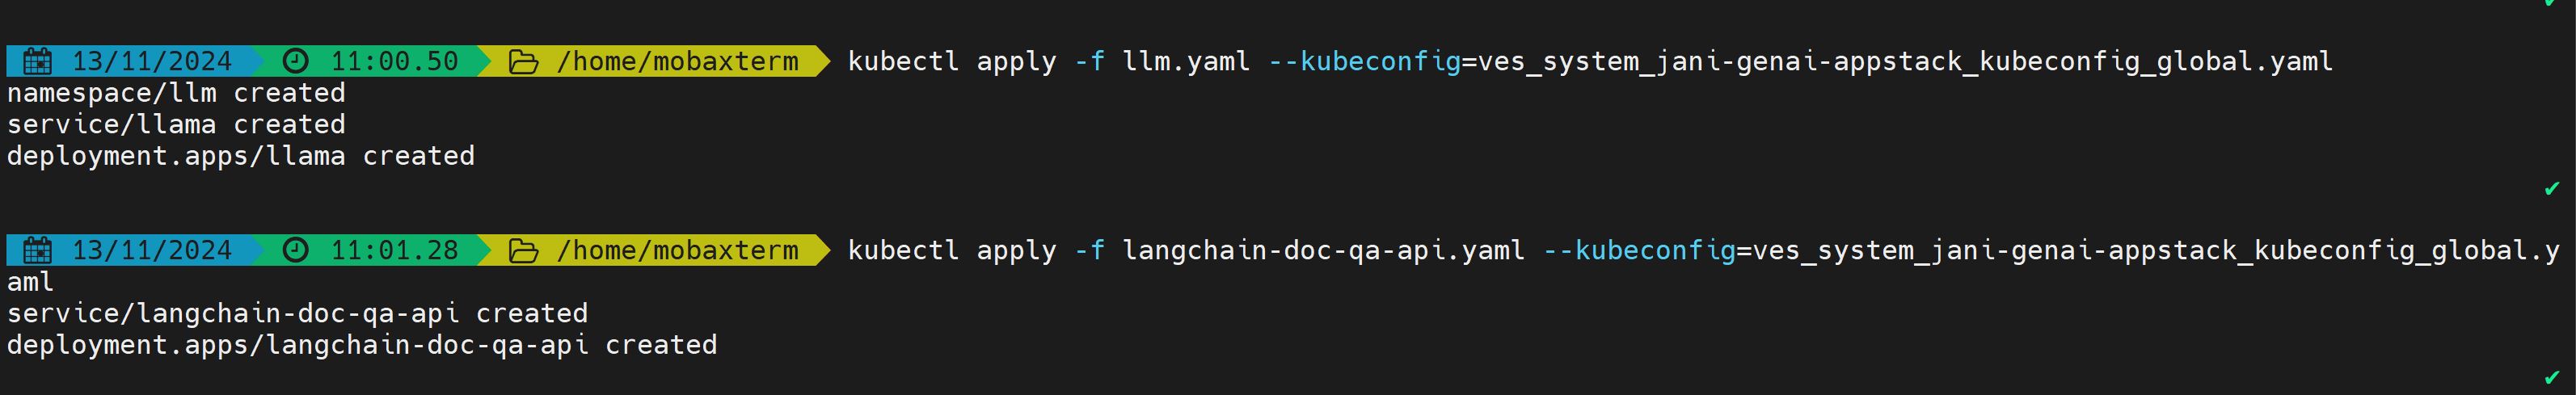 13/11/2024 11:00.50 /home/mobaxterm kubectl apply -f llm.yaml --kubeconfig=ves_system_jani-genai-appstack_kubeconfig_global.yaml
namespace/llm created
service/llama created
deployment.apps/llama created
✔
13/11/2024 11:01.28 /home/mobaxterm kubectl apply -f langchain-doc-qa-api.yaml --kubeconfig=ves_system_jani-genai-appstack_kubeconfig_global.y
aml
service/langchain-doc-qa-api created
deployment.apps/langchain-doc-qa-api created
✔